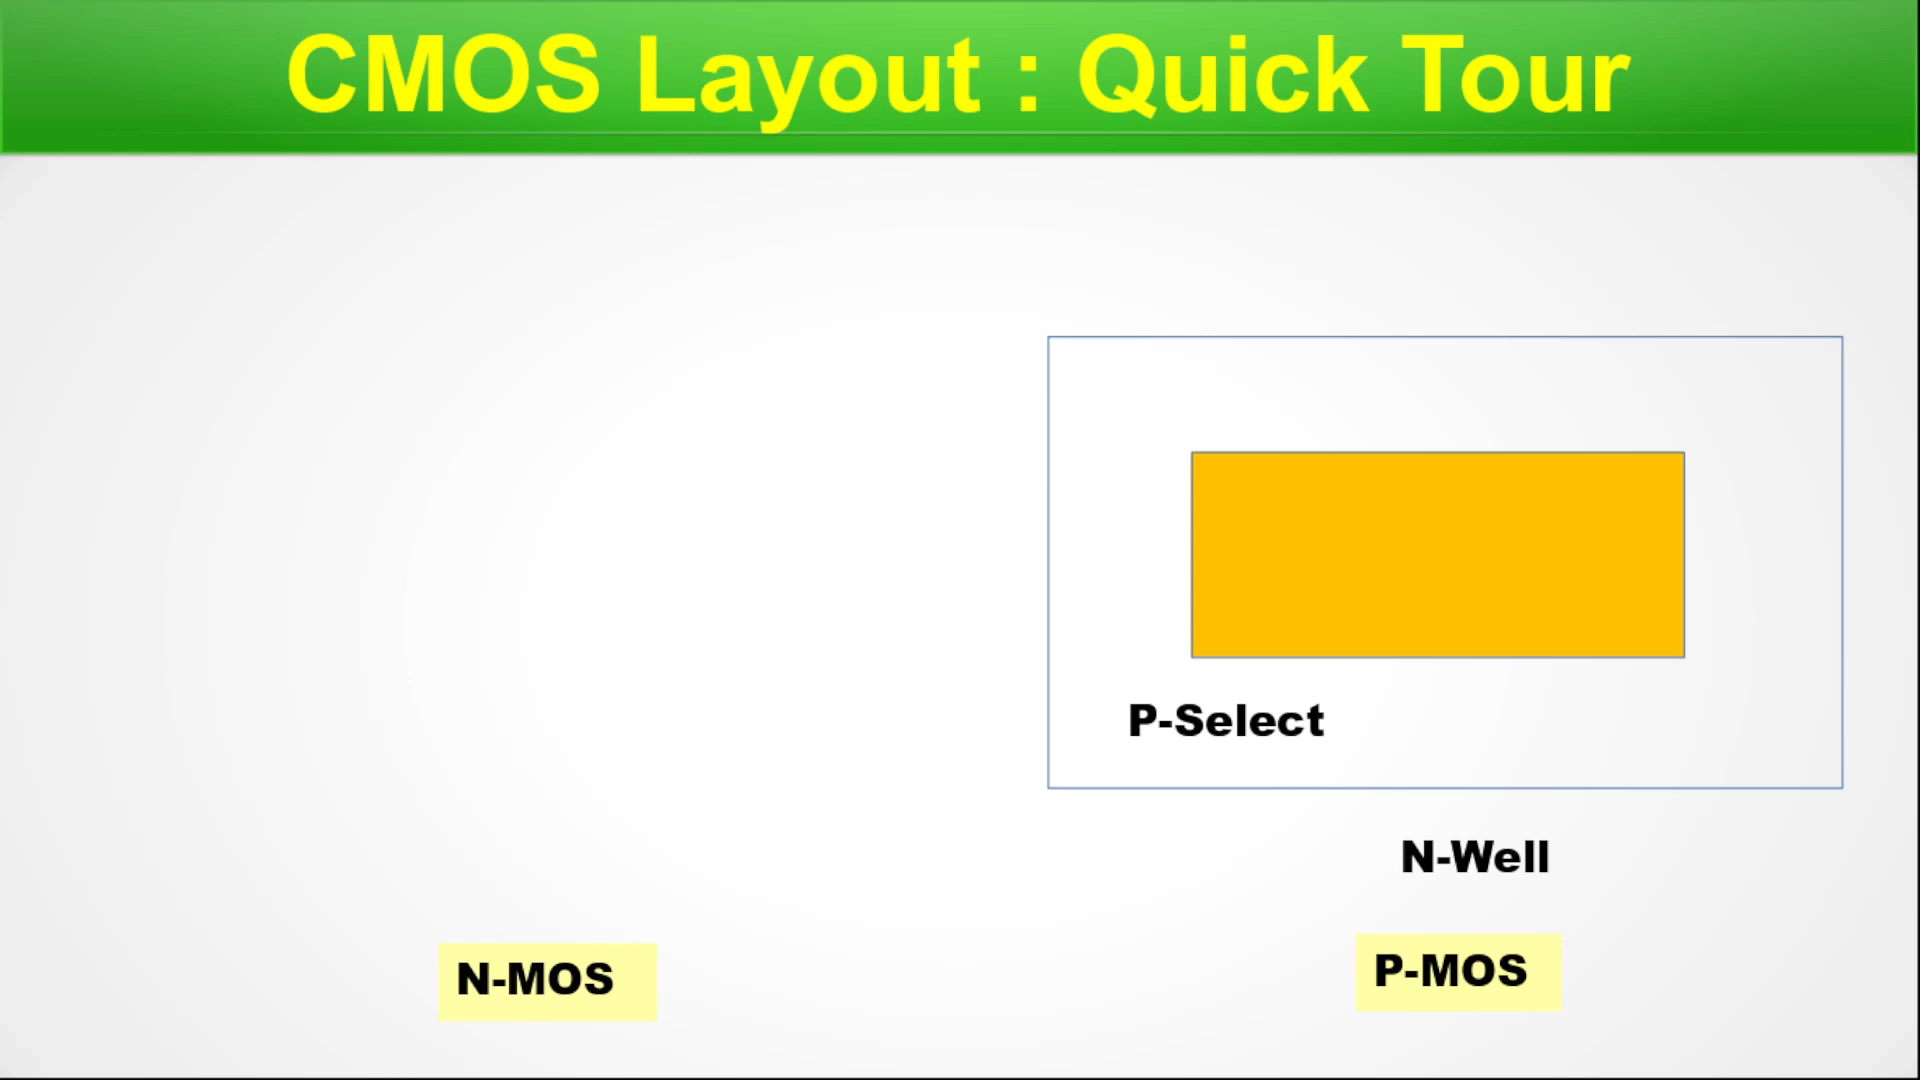 CMOS Layout : Quick Tour
P-Select
N-Well
N-MOS
P-MOS